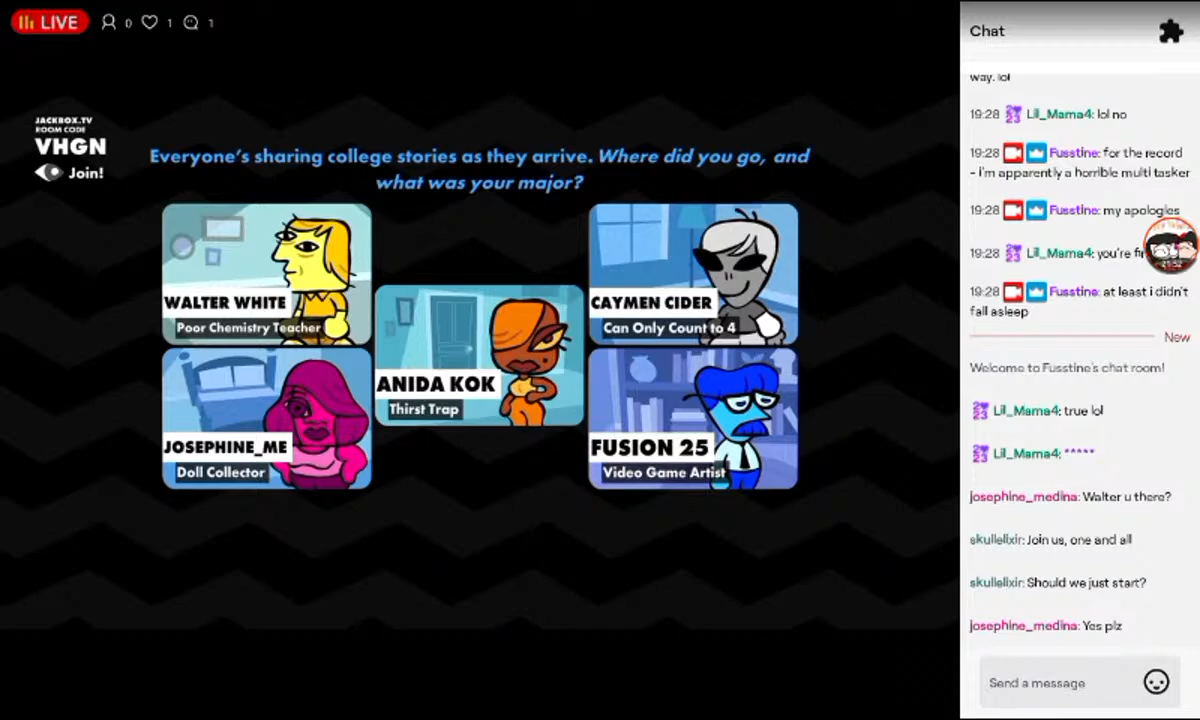 LIVE 0 1 1
JACKBOX.TV
ROOM CODE
VHGN
Join!
Everyone's sharing college stories as they arrive. Where did you go, and
what was your major?
WALTER WHITE
Poor Chemistry Teacher
CAYMEN CIDER
Can Only Count to 4
ANIDA KOK
Thirst Trap
JOSEPHINE_ME
Doll Collector
FUSION 25
Video Game Artist
Chat
way. lol
19:28 Lil_Mama4: lol no
19:28 Fusstine: for the record
- i'm apparently a horrible multi tasker
19:28 Fusstine: my apologies
19:28 Lil_Mama4: you're
19:28 Fusstine: at least i didn't
fall asleep
New
Welcome to Fusstine's chat room!
Lil_Mama4: true lol
Lil_Mama4: *****
josephine_medina: Walter u there?
skullelixir: Join us, one and all
skullelixir: Should we just start?
josephine_medina: Yes plz
Send a message